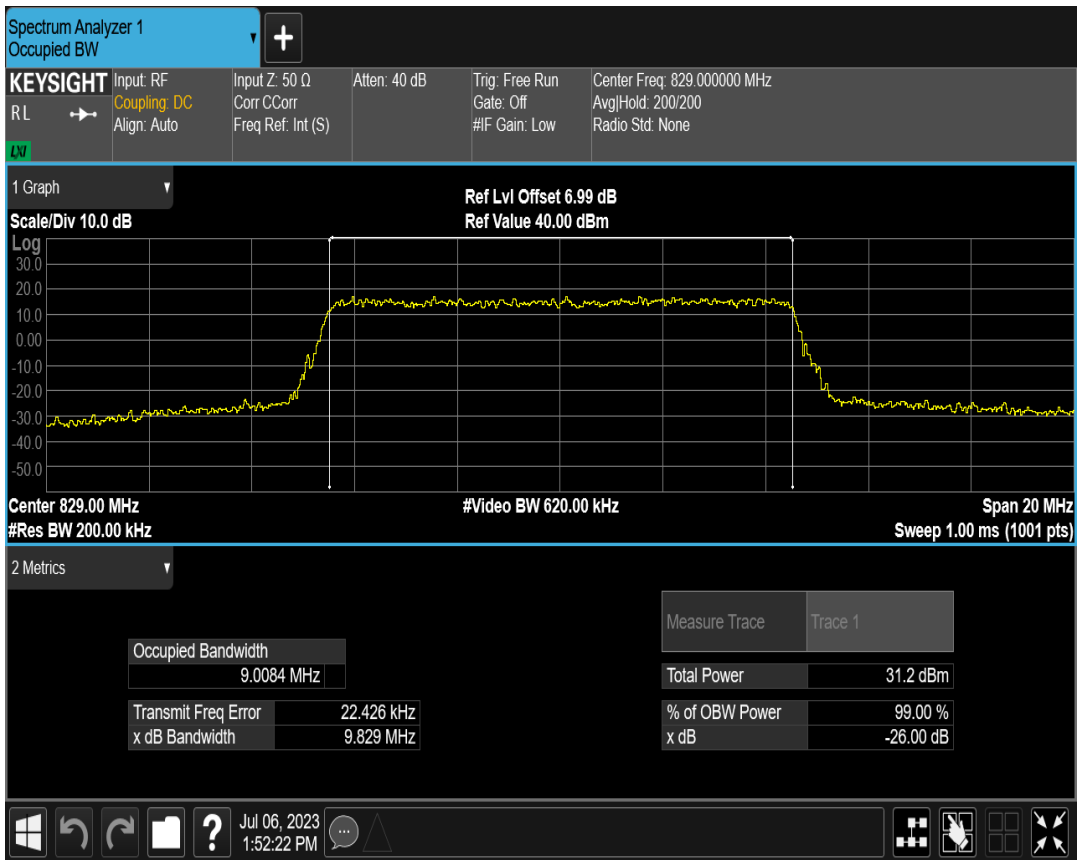 Spectrum Analyzer 1
Occupied BW
KEYSIGHT
RL
LXI
Input: RF
Coupling: DC
Align: Auto
Input Z: 50 Ω
Corr CCorr
Freq Ref: Int (S)
Atten: 40 dB
Trig: Free Run
Gate: Off
#IF Gain: Low
Center Freq: 829.000000 MHz
Avg|Hold: 200/200
Radio Std: None
1 Graph
Scale/Div 10.0 dB
Ref Lvl Offset 6.99 dB
Ref Value 40.00 dBm
Log
30.0
20.0
10.0
0.00
-10.0
-20.0
-30.0
-40.0
-50.0
Center 829.00 MHz
#Video BW 620.00 kHz
Span 20 MHz
#Res BW 200.00 kHz
Sweep 1.00 ms (1001 pts)
2 Metrics
Measure Trace Trace 1
Occupied Bandwidth
9.0084 MHz
Total Power 31.2 dBm
Transmit Freq Error 22.426 kHz
% of OBW Power 99.00 %
x dB Bandwidth 9.829 MHz
x dB -26.00 dB
?
Jul 06, 2023
1:52:22 PM